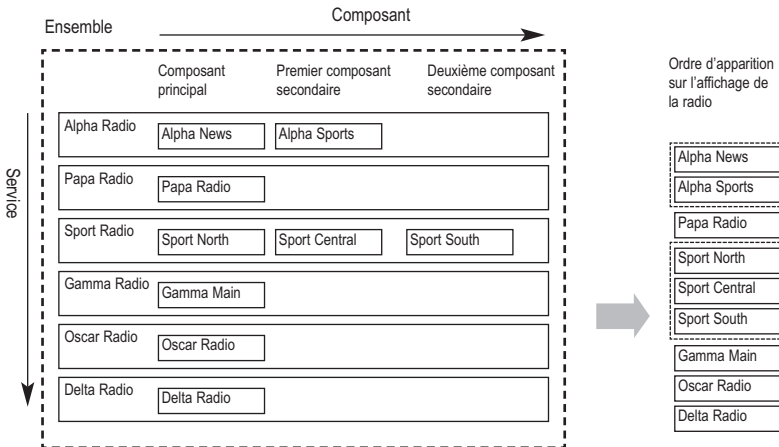 Ensemble
Composant
Composant
principal
Premier composant
secondaire
Deuxième composant
secondaire
Service
Alpha Radio
Alpha News
Alpha Sports
Papa Radio
Papa Radio
Sport Radio
Sport North
Sport Central
Sport South
Gamma Radio
Gamma Main
Oscar Radio
Oscar Radio
Delta Radio
Delta Radio
Ordre d’apparition
sur l’affichage de
la radio
Alpha News
Alpha Sports
Papa Radio
Sport North
Sport Central
Sport South
Gamma Main
Oscar Radio
Delta Radio